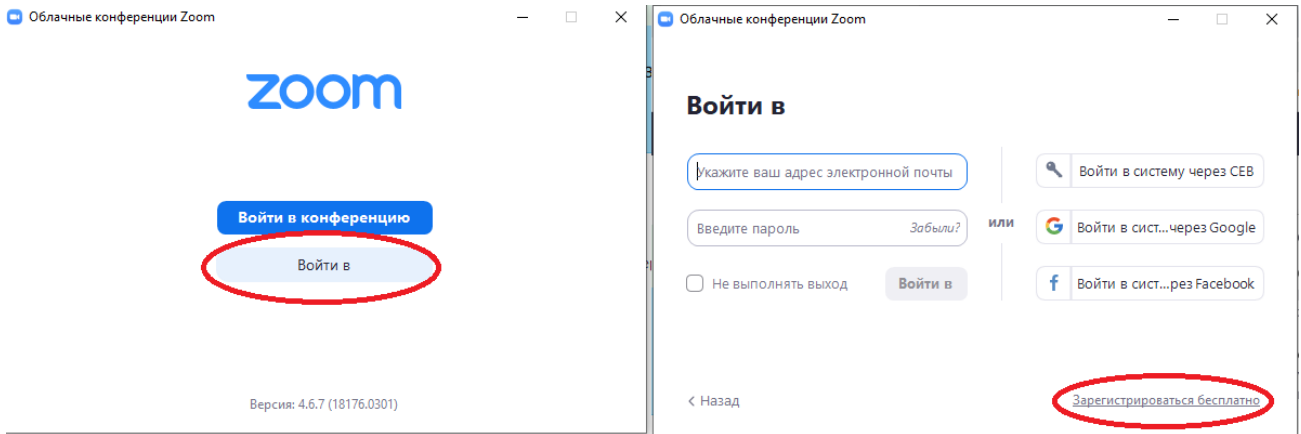 Облачные конференции Zoom
zoom
Войти в конференцию
Войти в
Версия: 4.6.7 (18176.0301)
Облачные конференции Zoom
Войти в
Укажите ваш адрес электронной почты
Введите пароль Забыли?
Не выполнять выход Войти в
или
Войти в систему через СЕВ
Войти в сист...через Google
Войти в сист...рез Facebook
Назад
Зарегистрироваться бесплатно